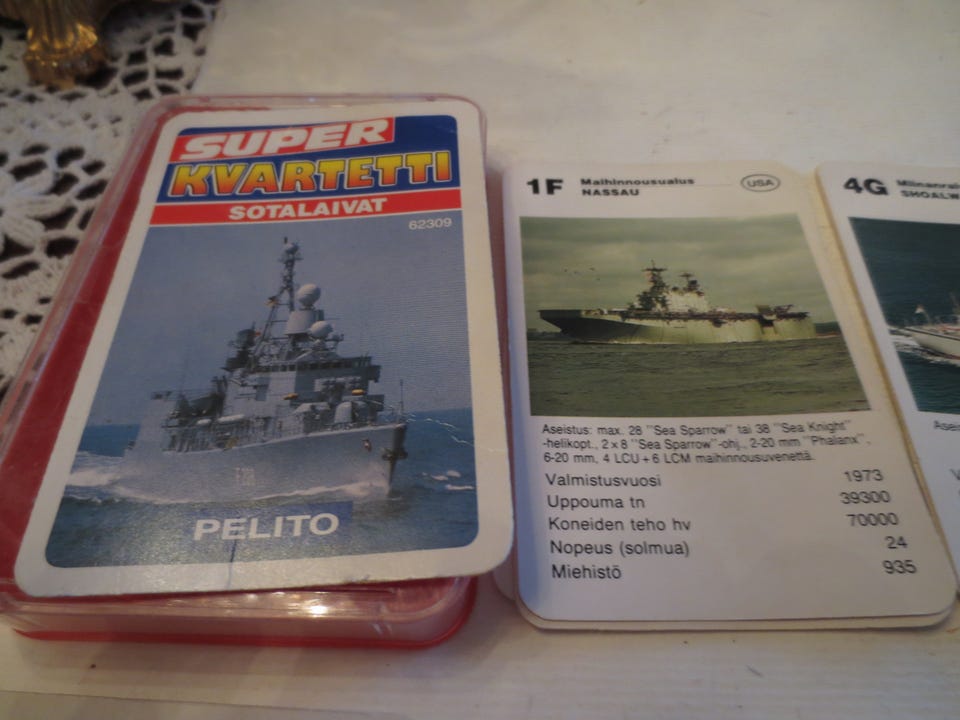 SUPER
KVARTETTI
SOTALAIVAT
62309
PELITO
1F Maihinnousualus
NASSAU
USA
Aseistus: max. 28 "Sea Sparrow" tai 38 "Sea Knight"
-helikopt., 2×8 "Sea Sparrow"-ohj., 2-20 mm "Phalanx",
6-20 mm, 4 LCU+6 LCM maihinnousuvenettä.
Valmistusvuosi 1973
Uppouma tn 39300
Koneiden teho hv 70000
Nopeus (solmua) 24
Miehistö 935
4G